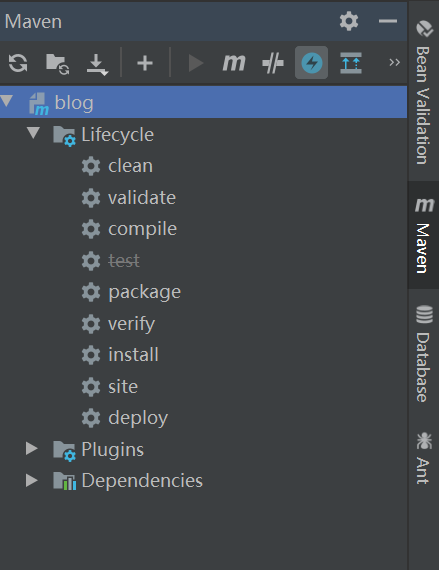 Maven
blog
Lifecycle
clean
validate
compile
test
package
verify
install
site
deploy
Plugins
Dependencies
Bean Validation
Maven
Database
Ant